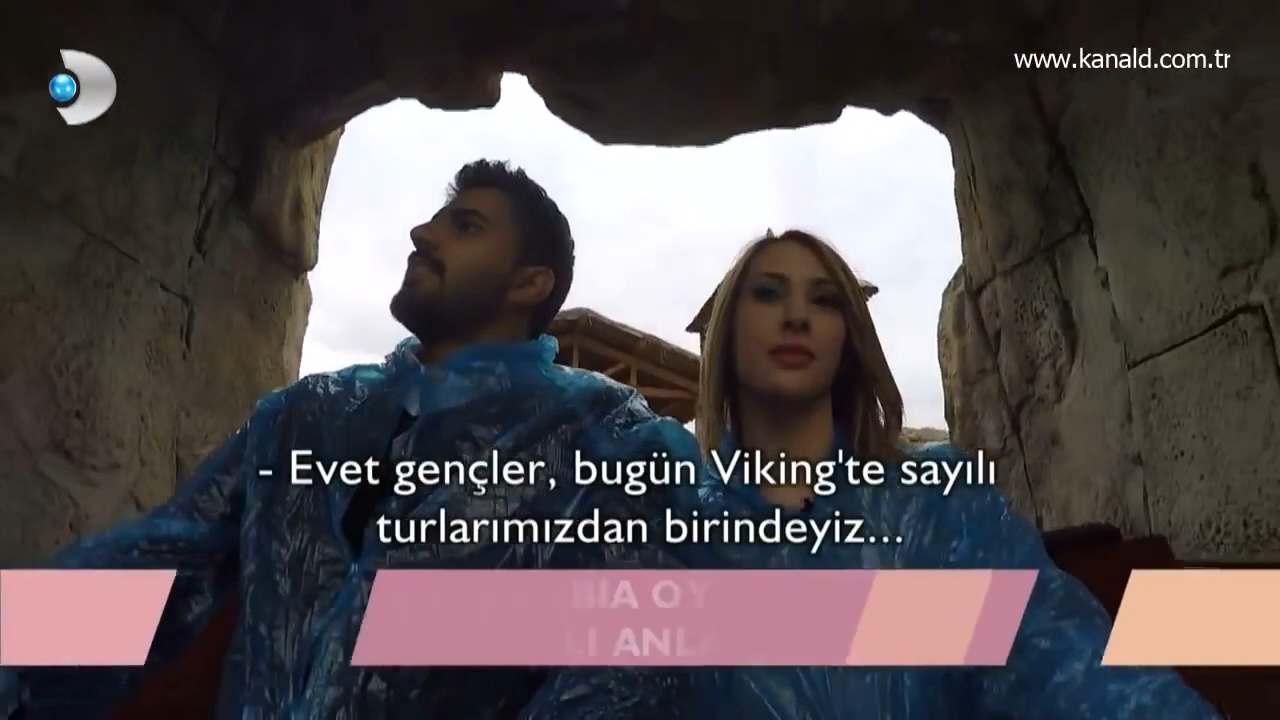 www.kanald.com.tr
- Evet gençler, bugün Viking'te sayılı
turlarımızdan birindeyiz...